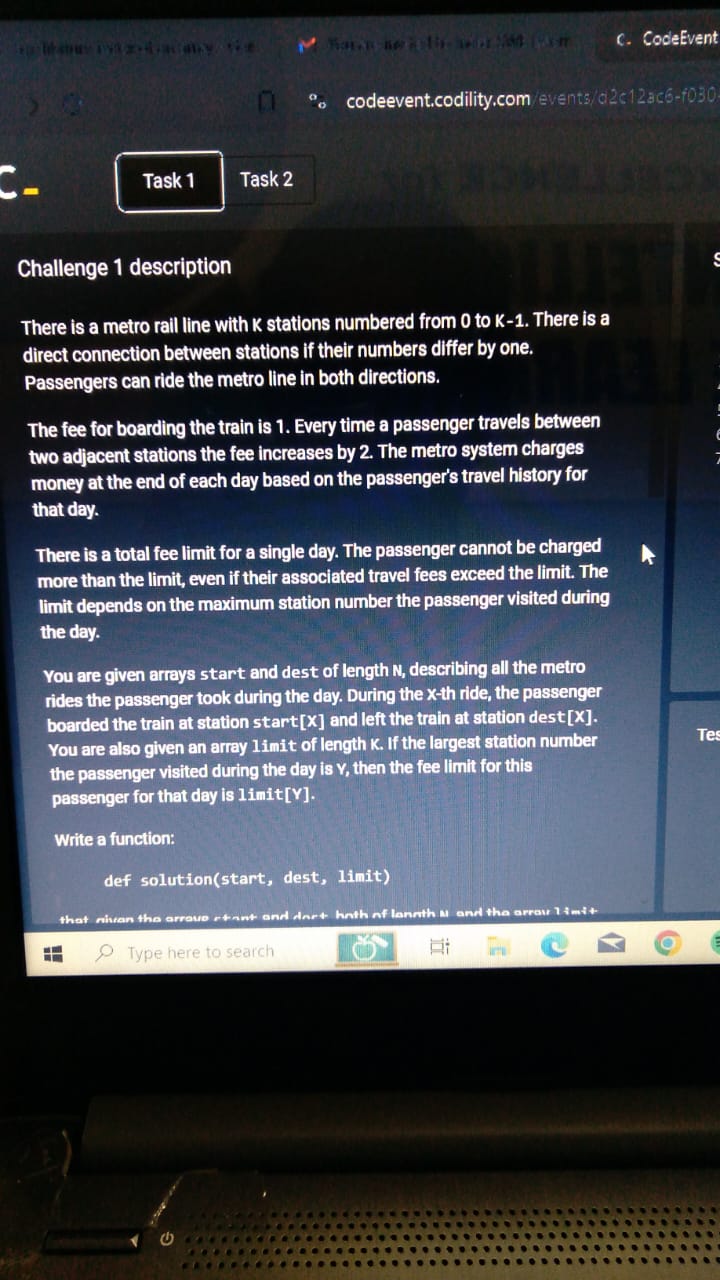 C. CodeEvent
codeevent.codility.com/events/d2c12ac6-f030-
Task 1 Task 2
Challenge 1 description
There is a metro rail line with K stations numbered from 0 to K-1. There is a
direct connection between stations if their numbers differ by one.
Passengers can ride the metro line in both directions.
The fee for boarding the train is 1. Every time a passenger travels between
two adjacent stations the fee increases by 2. The metro system charges
money at the end of each day based on the passenger's travel history for
that day.
There is a total fee limit for a single day. The passenger cannot be charged
more than the limit, even if their associated travel fees exceed the limit. The
limit depends on the maximum station number the passenger visited during
the day.
You are given arrays start and dest of length N, describing all the metro
rides the passenger took during the day. During the X-th ride, the passenger
boarded the train at station start[X] and left the train at station dest[X].
You are also given an array limit of length K. If the largest station number
the passenger visited during the day is Y, then the fee limit for this
passenger for that day is limit[Y].
Tes
Write a function:
def solution(start, dest, limit)
that, given the arrays start and dest, both of length N and the array limit
Type here to search